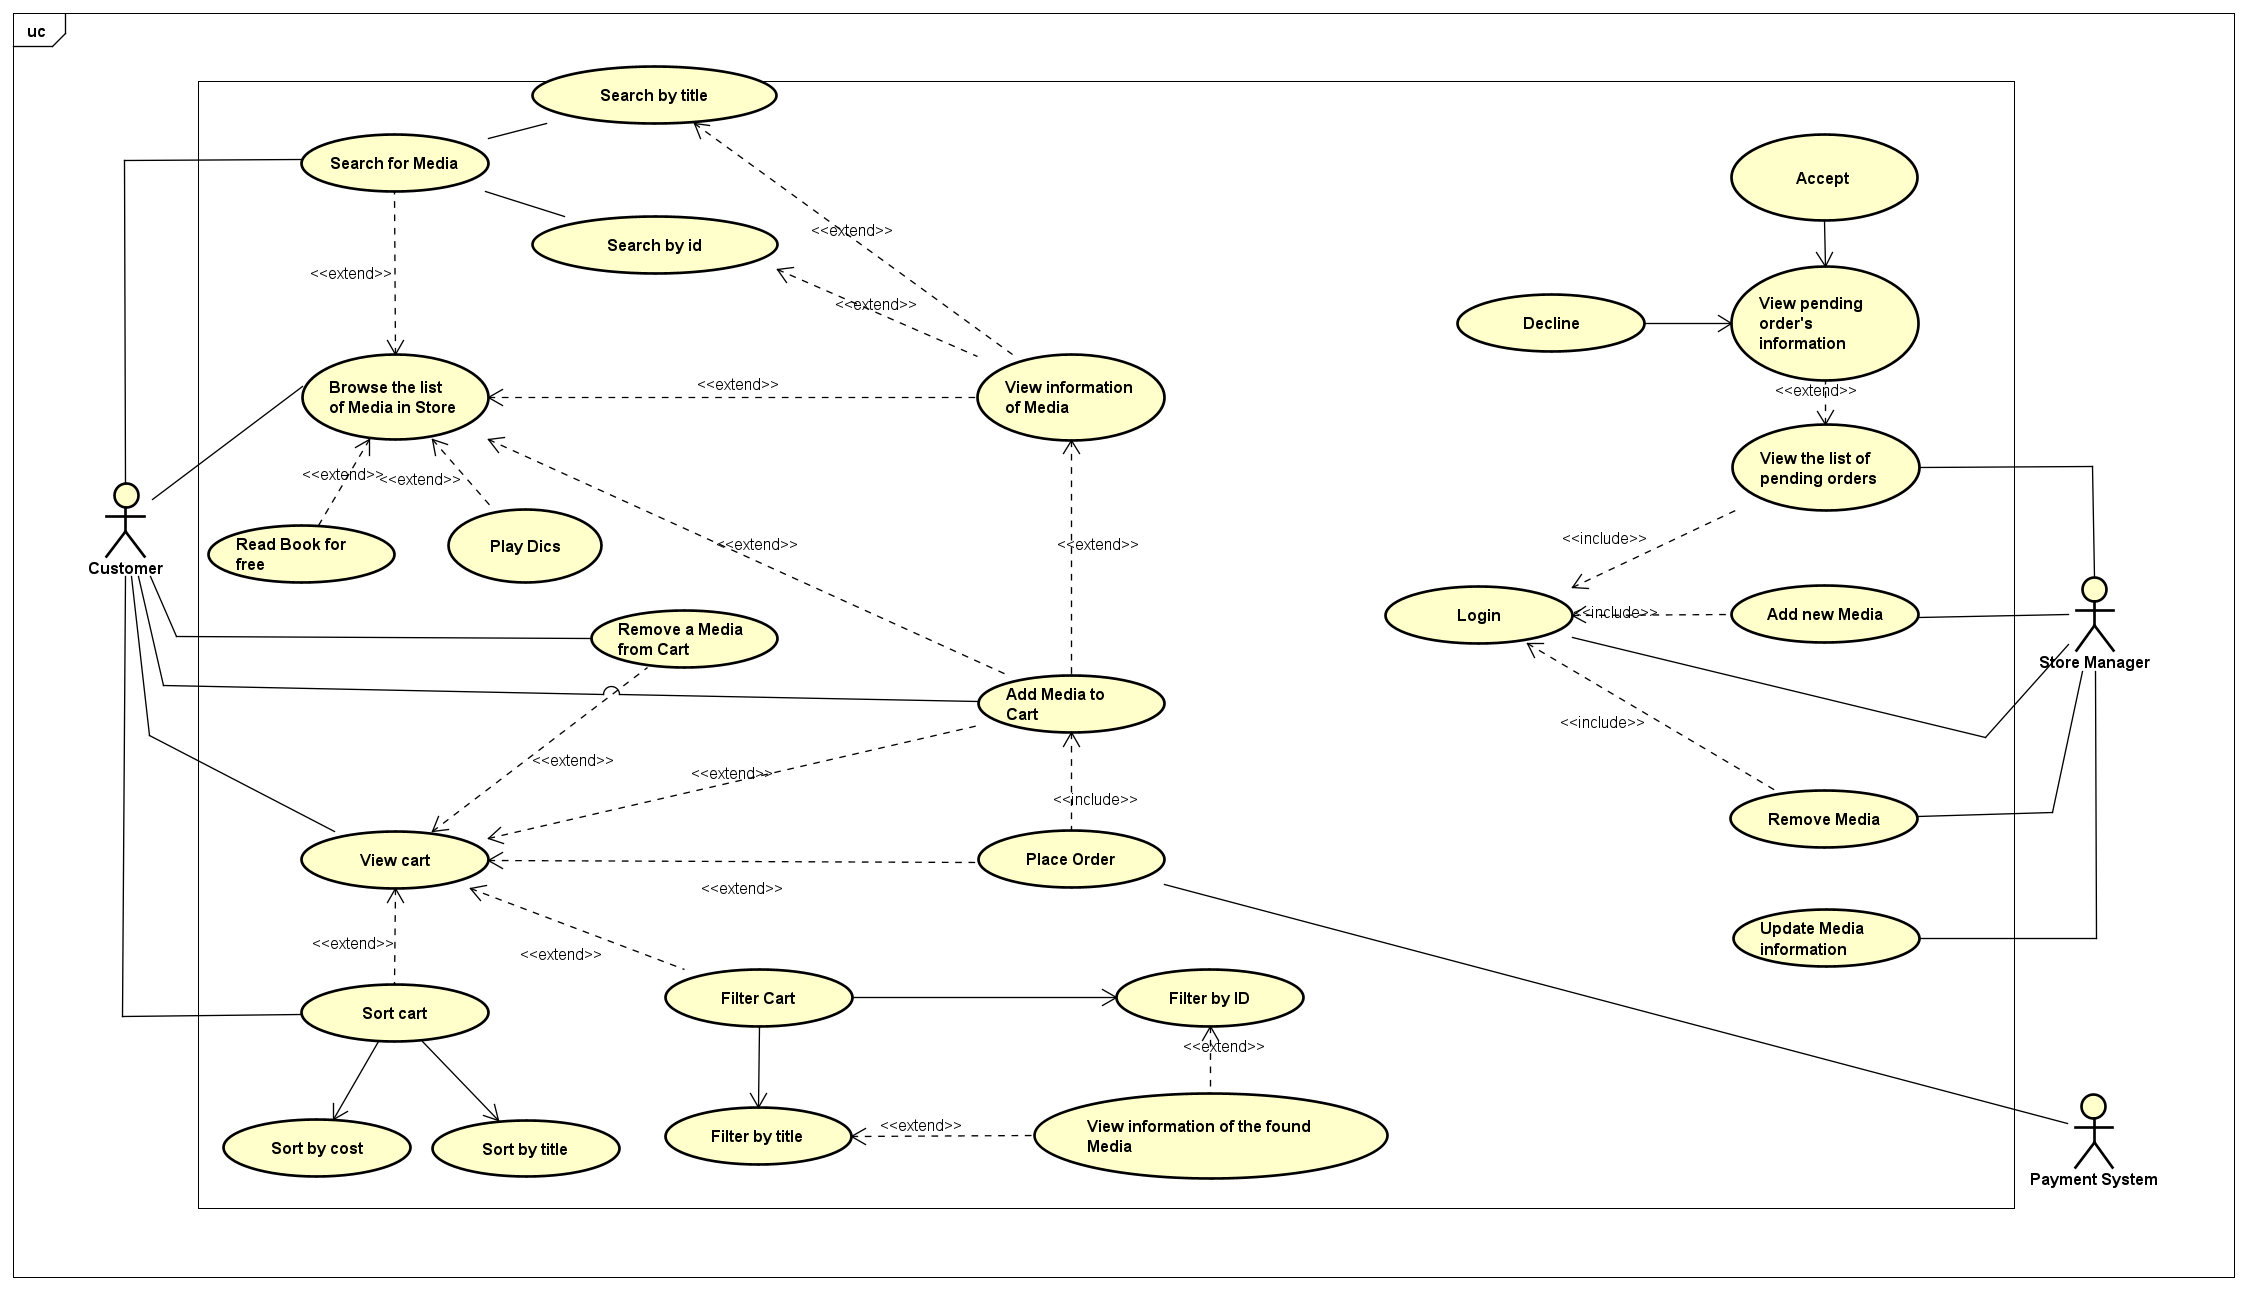 uc
Search by title
Search for Media
Accept
<<extend>>
Search by id
<<extend>>
<<extend>>
View pending
order's
information
Decline
Browse the list
of Media in Store
<<extend>>
View information
of Media
<<extend>>
<<extend>>
<<extend>>
View the list of
pending orders
Read Book for
free
Play Dics
<<extend>>
<<extend>>
<<include>>
Customer
Remove a Media
from Cart
Login
<<include>>
Add new Media
Store Manager
Add Media to
Cart
<<include>>
<<extend>>
<<extend>>
<<include>>
Remove Media
View cart
Place Order
<<extend>>
Update Media
information
<<extend>>
<<extend>>
Filter Cart
Filter by ID
Sort cart
<<extend>>
Sort by cost
Sort by title
Filter by title
<<extend>>
View information of the found
Media
Payment System